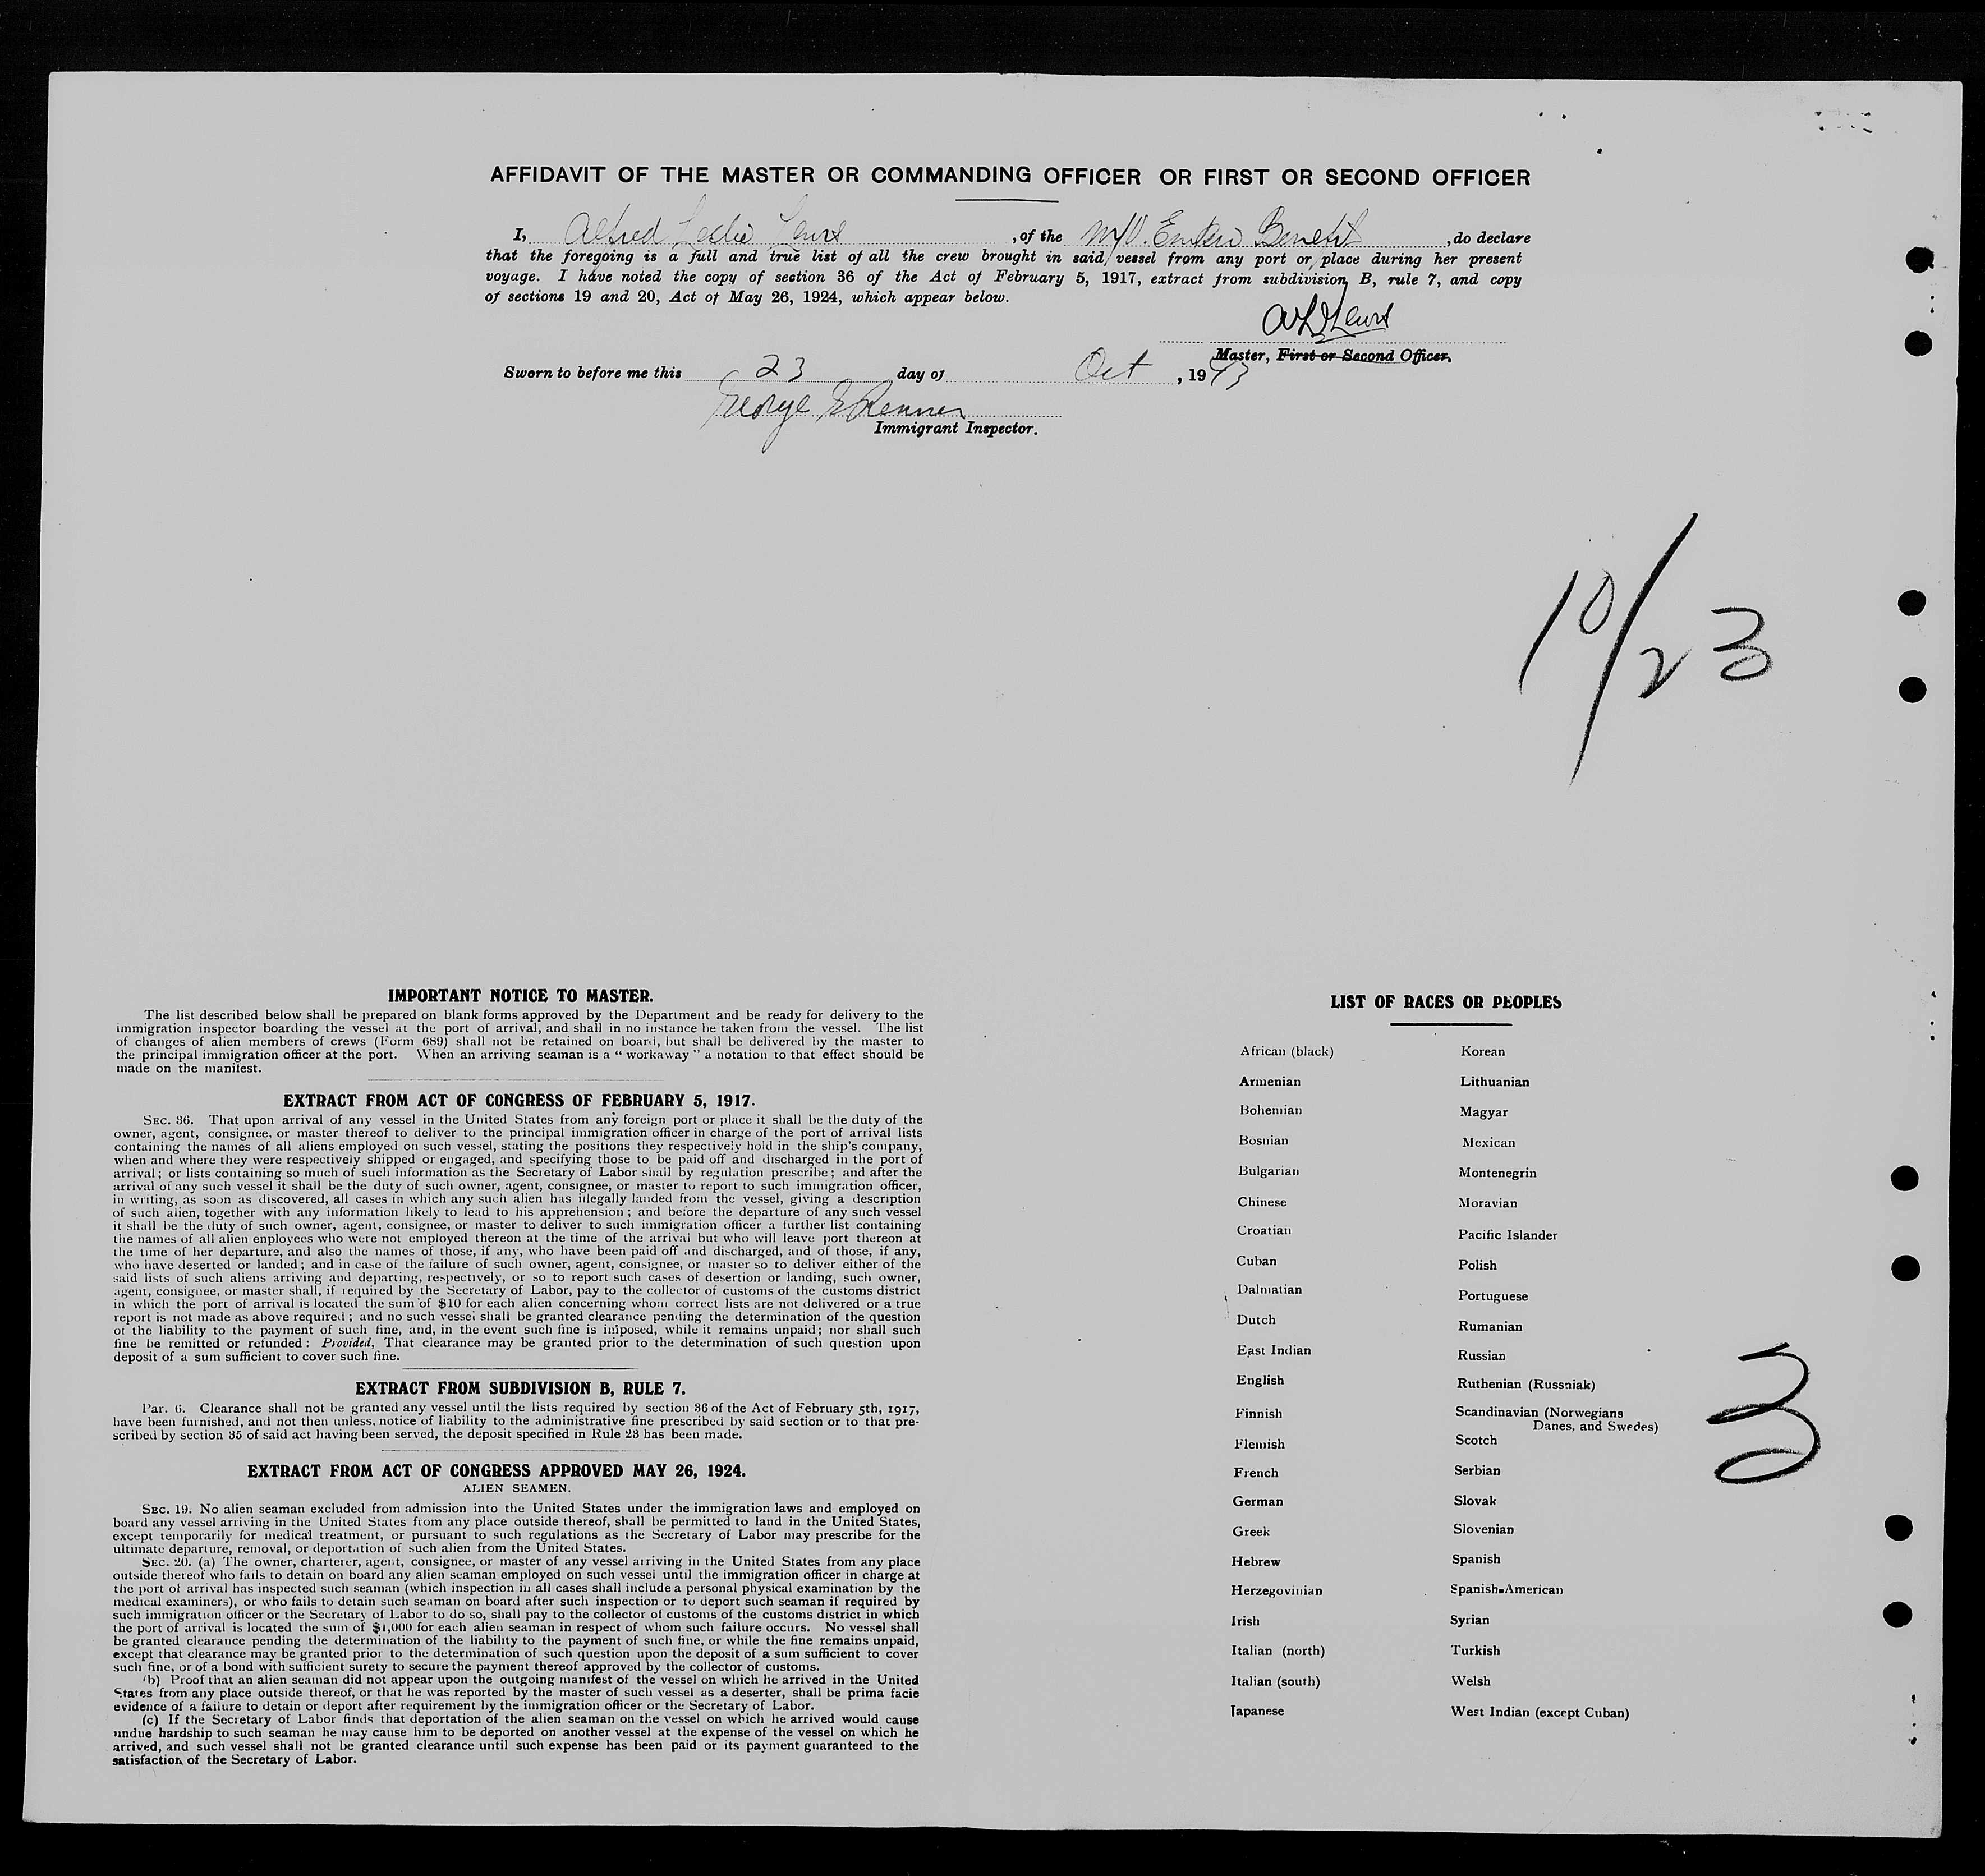 AFFIDAVIT OF THE MASTER OR COMMANDING OFFICER OR FIRST OR SECOND OFFICER
I, Alfred Leslie Lewis, of the M/V. Benefit, do declare
that the foregoing is a full and true list of all the crew brought in said vessel from any port or place during her present
voyage. I have noted the copy of section 36 of the Act of February 5, 1917, extract from subdivision B, rule 7, and copy
of sections 19 and 20, Act of May 26, 1924, which appear below.
Lewis
Master, First or Second Officer.
Sworn to before me this 23 day of Oct, 1943
George Renner
Immigrant Inspector.
10/23
IMPORTANT NOTICE TO MASTER.
The list described below shall be prepared on blank forms approved by the Department and be ready for delivery to the
immigration inspector boarding the vessel at the port of arrival, and shall in no instance be taken from the vessel. The list
of changes of alien members of crews (Form 689) shall not be retained on board, but shall be delivered by the master to
the principal immigration officer at the port. When an arriving seaman is a "workaway" a notation to that effect should be
made on the manifest.
EXTRACT FROM ACT OF CONGRESS OF FEBRUARY 5, 1917.
SEC. 36. That upon arrival of any vessel in the United States from any foreign port or place it shall be the duty of the
owner, agent, consignee, or master thereof to deliver to the principal immigration officer in charge of the port of arrival lists
containing the names of all aliens employed on such vessel, stating the positions they respectively hold in the ship's company,
when and where they were respectively shipped or engaged, and specifying those to be paid off and discharged in the port of
arrival; or lists containing so much of such information as the Secretary of Labor shall by regulation prescribe; and after the
arrival of any such vessel it shall be the duty of such owner, agent, consignee, or master to report to such immigration officer,
in writing, as soon as discovered, all cases in which any such alien has illegally landed from the vessel, giving a description
of such alien, together with any information likely to lead to his apprehension; and before the departure of any such vessel
it shall be the duty of such owner, agent, consignee, or master to deliver to such immigration officer a further list containing
the names of all alien enployees who were not employed thereon at the time of the arrival but who will leave port thereon at
the time of her departure, and also the names of those, if any, who have been paid off and discharged, and of those, if any,
who have deserted or landed; and in case of the failure of such owner, agent, consignee, or master so to deliver either of the
said lists of such aliens arriving and departing, respectively, or so to report such cases of desertion or landing, such owner,
agent, consignee, or master shall, if required by the Secretary of Labor, pay to the collector of customs of the customs district
in which the port of arrival is located the sum of $10 for each alien concerning whom correct lists are not delivered or a true
report is not made as above required; and no such vessel shall be granted clearance pending the determination of the question
of the liability to the payment of such fine, and, in the event such fine is imposed, while it remains unpaid; nor shall such
fine be remitted or refunded: Provided, That clearance may be granted prior to the determination of such question upon
deposit of a sum sufficient to cover such fine.
EXTRACT FROM SUBDIVISION B, RULE 7.
Par. 6. Clearance shall not be granted any vessel until the lists required by section 36 of the Act of February 5th, 1917,
have been furnished, and not then unless, notice of liability to the administrative fine prescribed by said section or to that pre-
scribed by section 35 of said act having been served, the deposit specified in Rule 23 has been made.
EXTRACT FROM ACT OF CONGRESS APPROVED MAY 26, 1924.
ALIEN SEAMEN.
SEC. 19. No alien seaman excluded from admission into the United States under the immigration laws and employed on
board any vessel arriving in the United States from any place outside thereof, shall be permitted to land in the United States,
except temporarily for medical treatment, or pursuant to such regulations as the Secretary of Labor may prescribe for the
ultimate departure, removal, or deportation of such alien from the United States.
SEC. 20. (a) The owner, charterer, agent, consignee, or master of any vessel arriving in the United States from any place
outside thereof who fails to detain on board any alien seaman employed on such vessel until the immigration officer in charge at
the port of arrival has inspected such seaman (which inspection in all cases shall include a personal physical examination by the
medical examiners), or who fails to detain such seaman on board after such inspection or to deport such seaman if required by
such immigration officer or the Secretary of Labor to do so, shall pay to the collector of customs of the customs district in which
the port of arrival is located the sum of $1,000 for each alien seaman in respect of whom such failure occurs. No vessel shall
be granted clearance pending the determination of the liability to the payment of such fine, or while the fine remains unpaid,
except that clearance may be granted prior to the determination of such question upon the deposit of a sum sufficient to cover
such fine, or of a bond with sufficient surety to secure the payment thereof approved by the collector of customs.
(b) Proof that an alien seaman did not appear upon the outgoing manifest of the vessel on which he arrived in the United
States from any place outside thereof, or that he was reported by the master of such vessel as a deserter, shall be prima facie
evidence of a failure to detain or deport after requirement by the immigration officer or the Secretary of Labor.
(c) If the Secretary of Labor finds that deportation of the alien seaman on the vessel on which he arrived would cause
undue hardship to such seaman he may cause him to be deported on another vessel at the expense of the vessel on which he
arrived, and such vessel shall not be granted clearance until such expense has been paid or its payment guaranteed to the
satisfaction of the Secretary of Labor.
LIST OF RACES OR PEOPLES
African (black)
Armenian
Bohemian
Bosnian
Bulgarian
Chinese
Croatian
Cuban
Dalmatian
Dutch
East Indian
English
Finnish
Flemish
French
German
Greek
Hebrew
Herzegovinian
Irish
Italian (north)
Italian (south)
Japanese
Korean
Lithuanian
Magyar
Mexican
Montenegrin
Moravian
Pacific Islander
Polish
Portuguese
Rumanian
Russian
Ruthenian (Russniak)
Scandinavian (Norwegians
Danes, and Swedes)
Scotch
Serbian
Slovak
Slovenian
Spanish
Spanish-American
Syrian
Turkish
Welsh
West Indian (except Cuban)
3